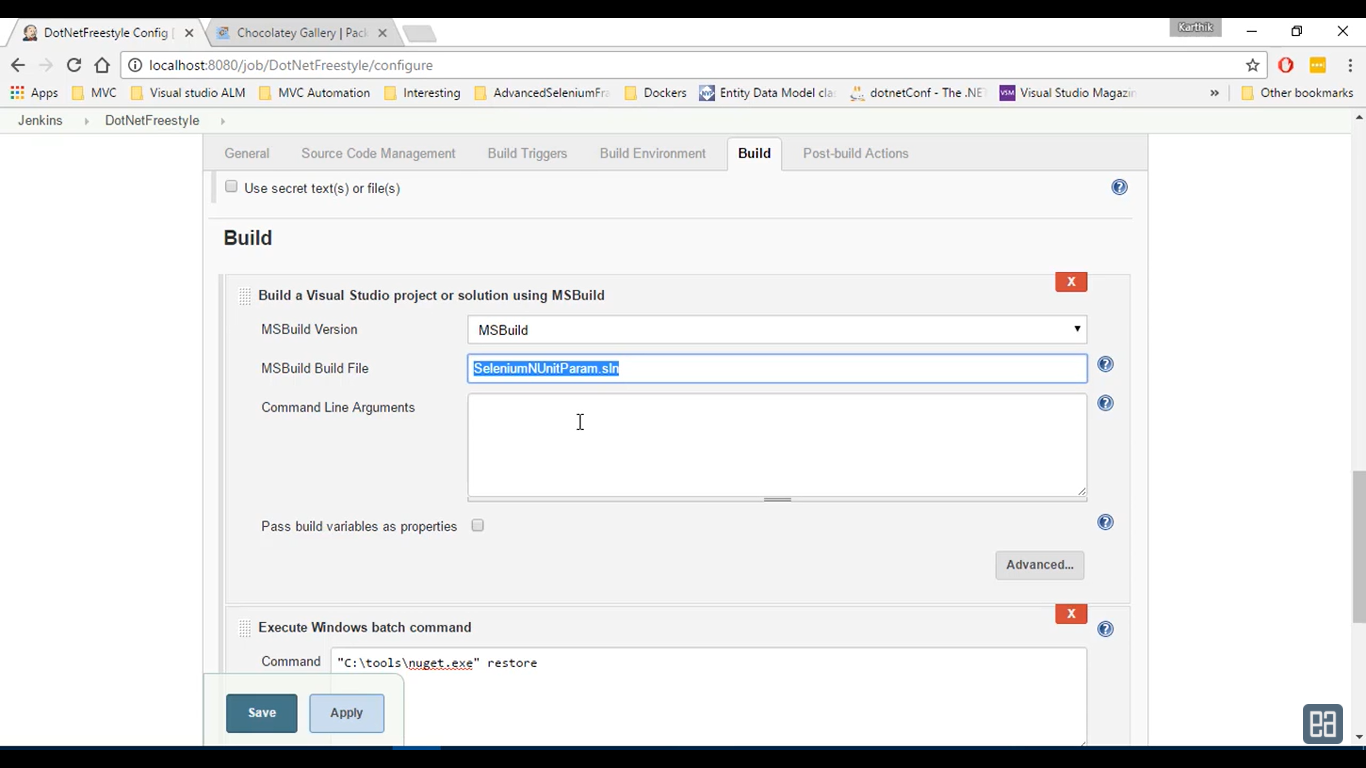 DotNetFreestyle Config [
Chocolatey Gallery | Pack
Karthik
localhost:8080/job/DotNetFreestyle/configure
Apps MVC Visual studio ALM MVC Automation Interesting AdvancedSeleniumFra Dockers Entity Data Model clas dotnetConf - The .NE Visual Studio Magazin » Other bookmarks
Jenkins DotNetFreestyle
General Source Code Management Build Triggers Build Environment Build Post-build Actions
Use secret text(s) or file(s)
Build
X
Build a Visual Studio project or solution using MSBuild
MSBuild Version MSBuild
MSBuild Build File SeleniumNUnitParam.sln
Command Line Arguments
Pass build variables as properties
Advanced...
X
Execute Windows batch command
Command "C:\tools\nuget.exe" restore
Save Apply
ea